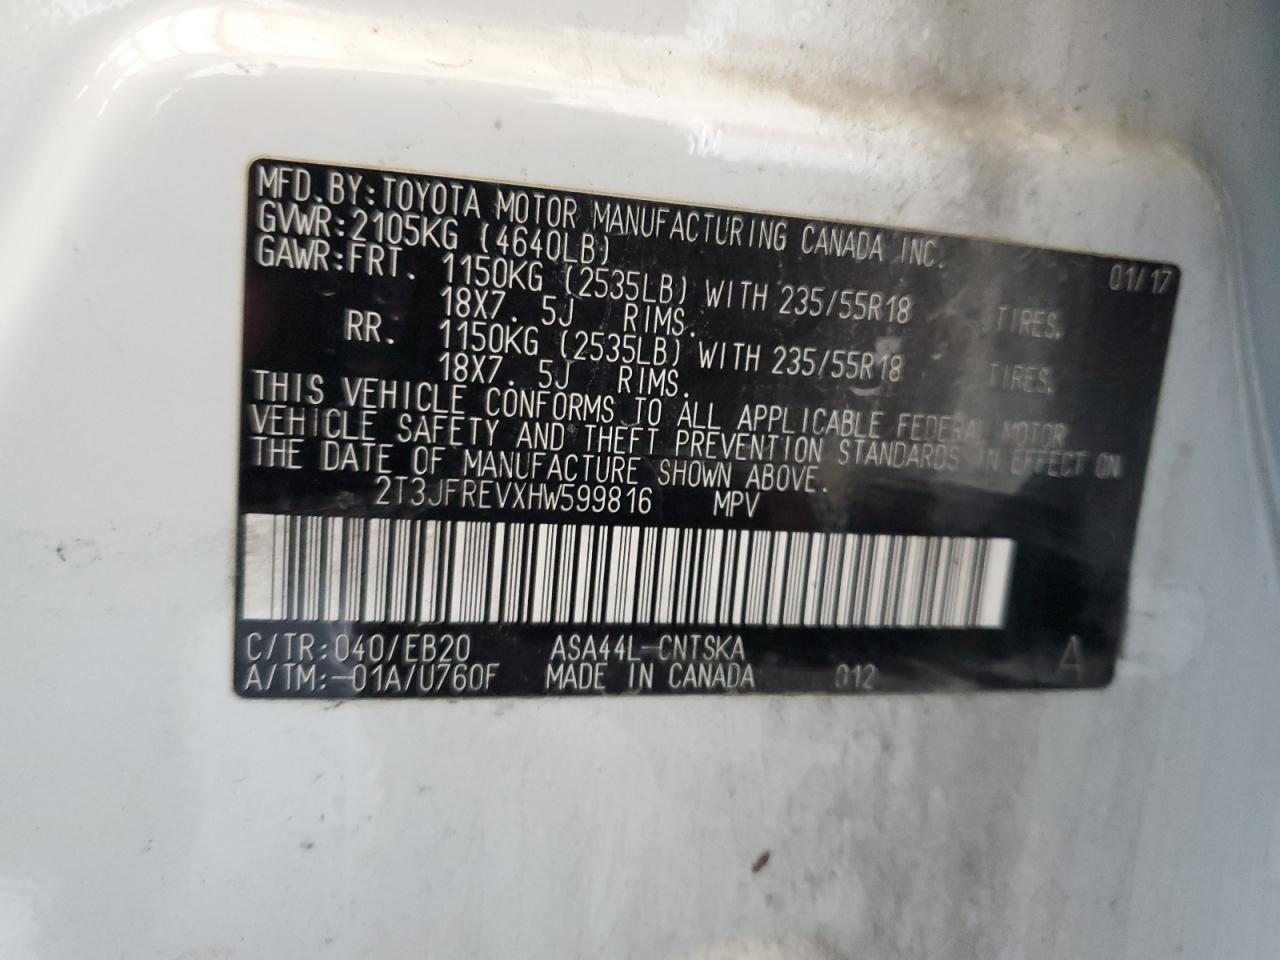 MFD.BY:TOYOTA MOTOR MANUFACTURING CANADA INC. 01/17
GVWR:2105KG (4640LB)
GAWR:FRT. 1150KG (2535LB) WITH 235/55R18 TIRES.
18X7. 5J RIMS.
RR. 1150KG (2535LB) WITH 235/55R18 TIRES.
18X7. 5J RIMS.
THIS VEHICLE CONFORMS TO ALL APPLICABLE FEDERAL MOTOR
VEHICLE SAFETY AND THEFT PREVENTION STANDARDS IN EFFECT ON
THE DATE OF MANUFACTURE SHOWN ABOVE.
2T3JFREVXHW599816 MPV
C/TR:040/EB20 ASA44L-CNTSKA
A/TM:-01A/U760F MADE IN CANADA 012 A